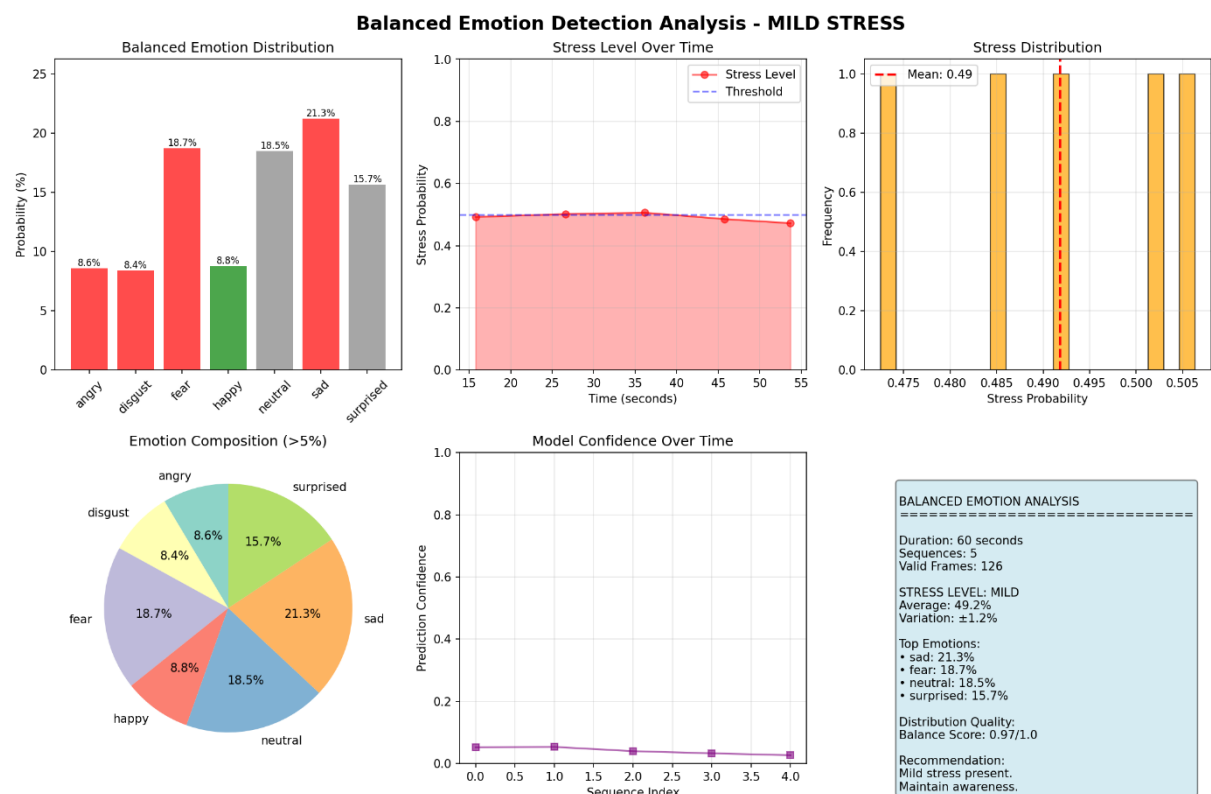 Balanced Emotion Detection Analysis - MILD STRESS
Balanced Emotion Distribution
Probability (%)
25
20
15
10
5
0
8.6%
8.4%
18.7%
8.8%
18.5%
21.3%
15.7%
angry
disgust
fear
happy
neutral
sad
surprised
Stress Level Over Time
Stress Probability
1.0
0.8
0.6
0.4
0.2
0.0
Stress Level
Threshold
15 20 25 30 35 40 45 50 55
Time (seconds)
Stress Distribution
Frequency
1.0
0.8
0.6
0.4
0.2
0.0
Mean: 0.49
0.475 0.480 0.485 0.490 0.495 0.500 0.505
Stress Probability
Emotion Composition (>5%)
angry
8.6%
disgust
8.4%
fear
18.7%
happy
8.8%
neutral
18.5%
sad
21.3%
surprised
15.7%
Model Confidence Over Time
Prediction Confidence
1.0
0.8
0.6
0.4
0.2
0.0
0.0 0.5 1.0 1.5 2.0 2.5 3.0 3.5 4.0
Sequence Index
BALANCED EMOTION ANALYSIS
==============================
Duration: 60 seconds
Sequences: 5
Valid Frames: 126
STRESS LEVEL: MILD
Average: 49.2%
Variation: ±1.2%
Top Emotions:
• sad: 21.3%
• fear: 18.7%
• neutral: 18.5%
• surprised: 15.7%
Distribution Quality:
Balance Score: 0.97/1.0
Recommendation:
Mild stress present.
Maintain awareness.